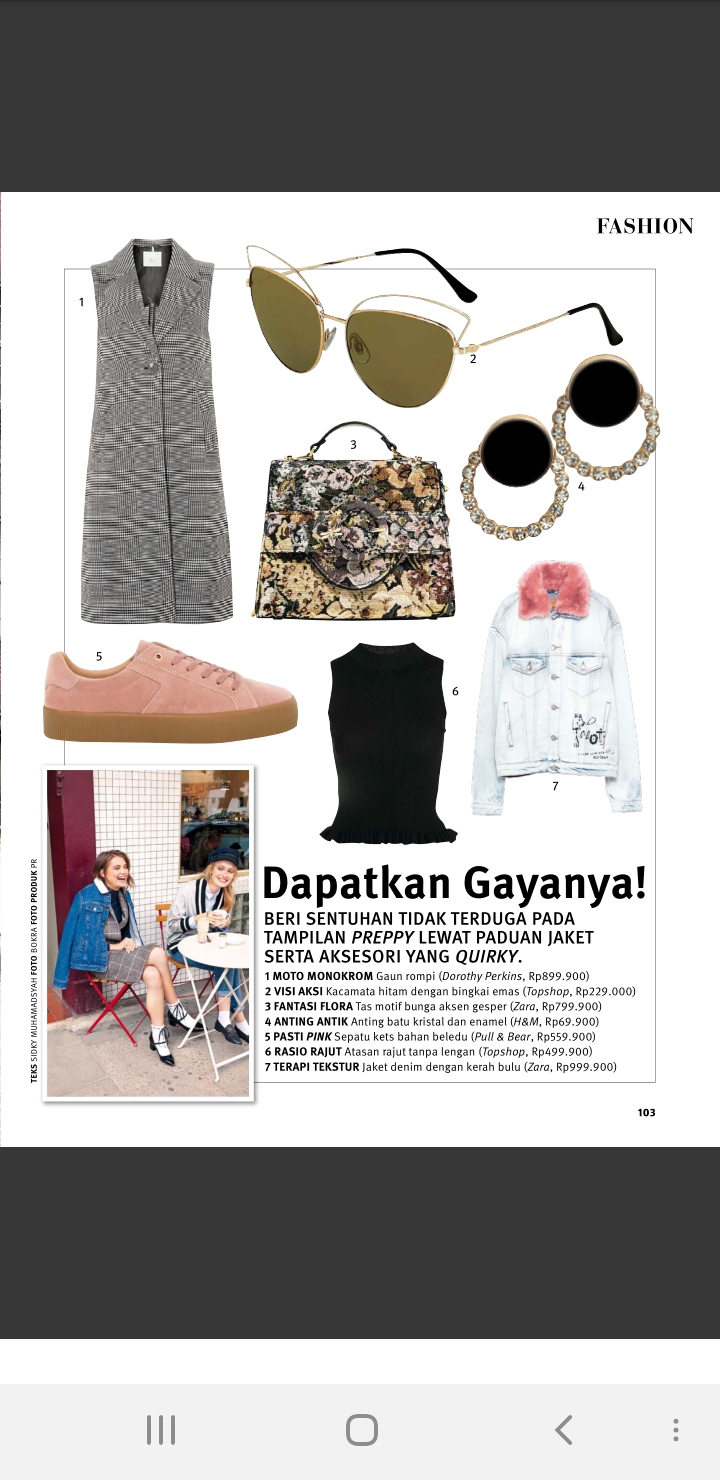 FASHION
1
2
3
4
5
6
7
Dapatkan Gayanya!
BERI SENTUHAN TIDAK TERDUGA PADA
TAMPILAN PREPPY LEWAT PADUAN JAKET
SERTA AKSESORI YANG QUIRKY.
1 MOTO MONOKROM Gaun rompi (Dorothy Perkins, Rp899.900)
2 VISI AKSI Kacamata hitam dengan bingkai emas (Topshop, Rp229.000)
3 FANTASI FLORA Tas motif bunga aksen gesper (Zara, Rp799.900)
4 ANTING ANTIK Anting batu kristal dan enamel (H&M, Rp69.900)
5 PASTI PINK Sepatu kets bahan beledu (Pull & Bear, Rp559.900)
6 RASIO RAJUT Atasan rajut tanpa lengan (Topshop, Rp499.900)
7 TERAPI TEKSTUR Jaket denim dengan kerah bulu (Zara, Rp999.900)
TEKS SIDKY MUHAMADSYAH FOTO BOKRA FOTO PRODUK PR
103